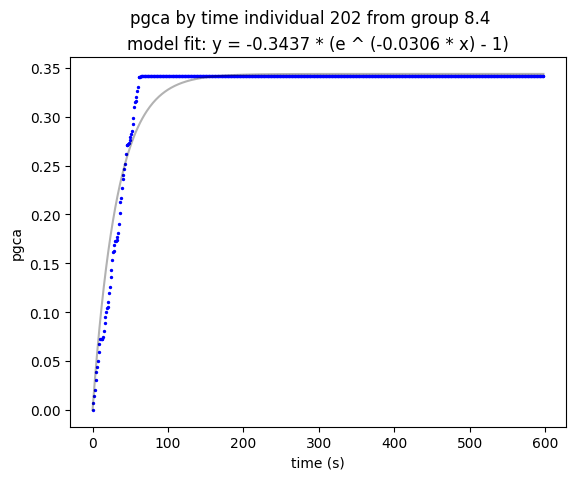 pgca by time individual 202 from group 8.4
model fit: y = -0.3437 * (e ^ (-0.0306 * x) - 1)
0.35
0.30
0.25
0.20
0.15
0.10
0.05
0.00
pgca
0 100 200 300 400 500 600
time (s)